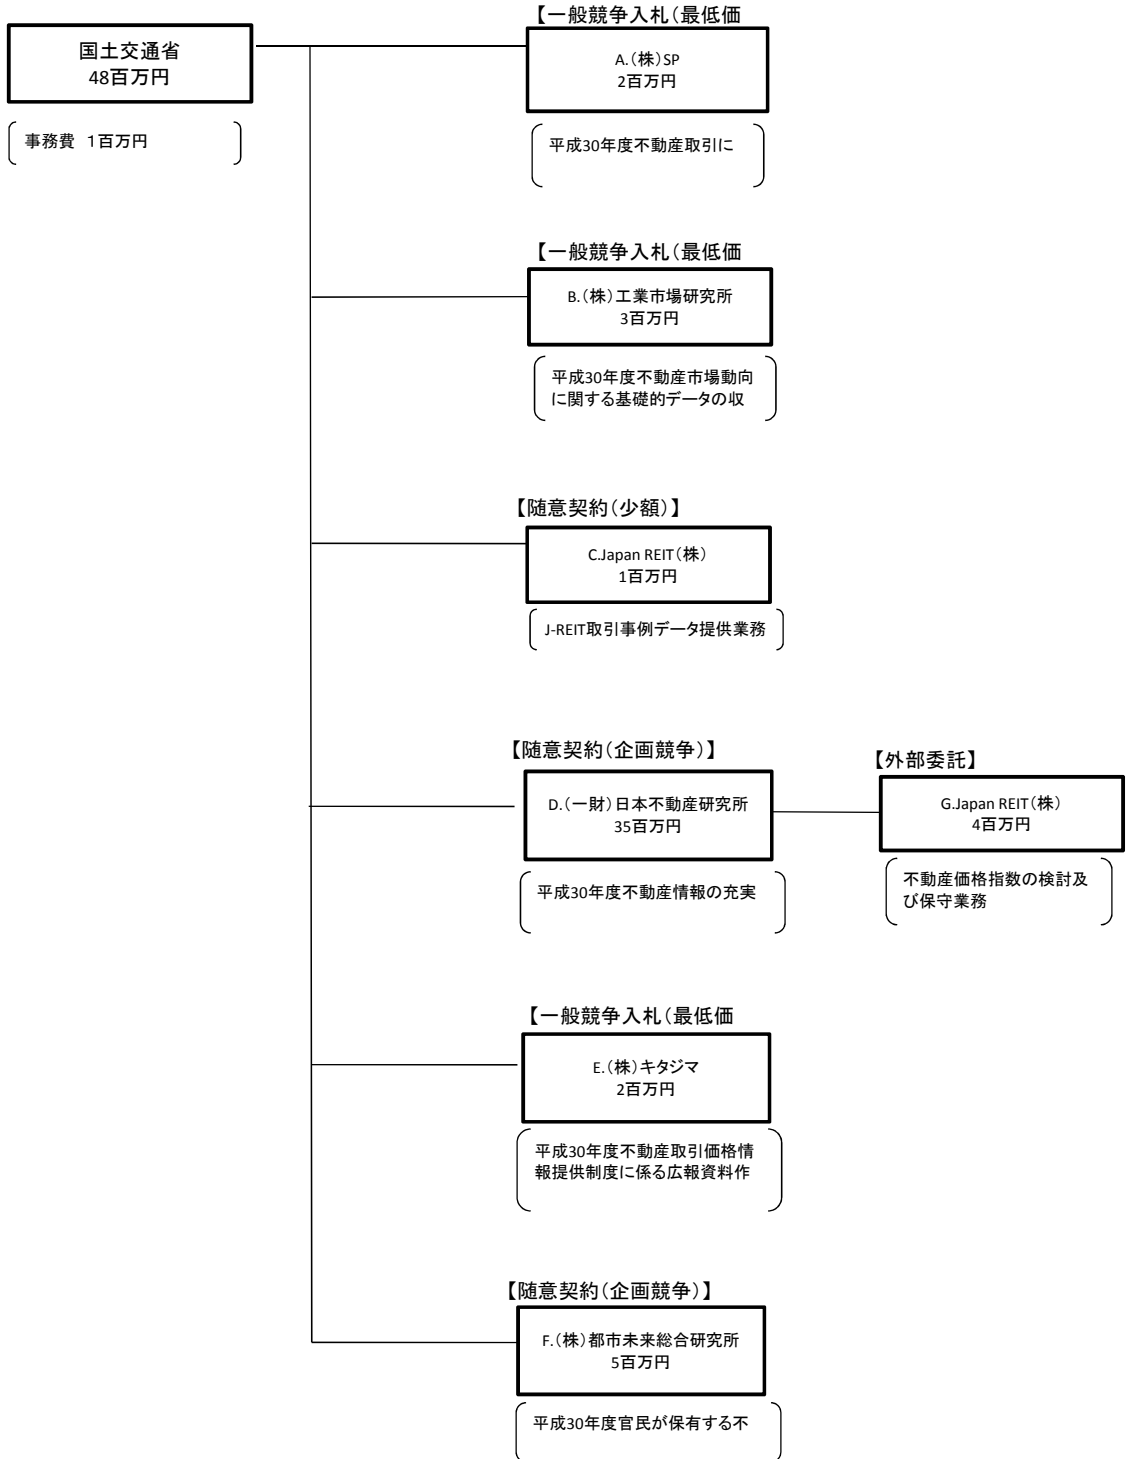 国土交通省
48百万円
事務費 1百万円
【一般競争入札(最低価
A.(株)SP
2百万円
平成30年度不動産取引に
【一般競争入札(最低価
B.(株)工業市場研究所
3百万円
平成30年度不動産市場動向
に関する基礎的データの収
【随意契約(少額)】
C.Japan REIT(株)
1百万円
J-REIT取引事例データ提供業務
【随意契約(企画競争)】
D.(一財)日本不動産研究所
35百万円
平成30年度不動産情報の充実
【外部委託】
G.Japan REIT(株)
4百万円
不動産価格指数の検討及
び保守業務
【一般競争入札(最低価
E.(株)キタジマ
2百万円
平成30年度不動産取引価格情
報提供制度に係る広報資料作
【随意契約(企画競争)】
F.(株)都市未来総合研究所
5百万円
平成30年度官民が保有する不